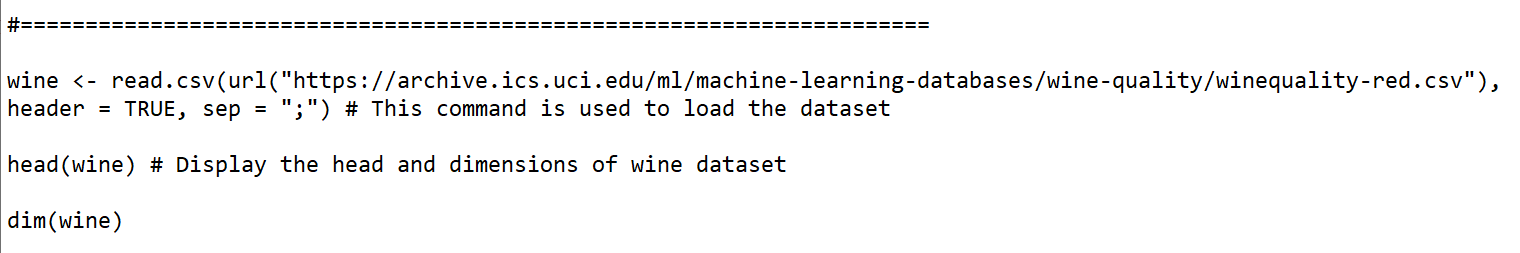 #======================================================================
wine <- read.csv(url("https://archive.ics.uci.edu/ml/machine-learning-databases/wine-quality/winequality-red.csv"),
header = TRUE, sep = ";") # This command is used to load the dataset
head(wine) # Display the head and dimensions of wine dataset
dim(wine)